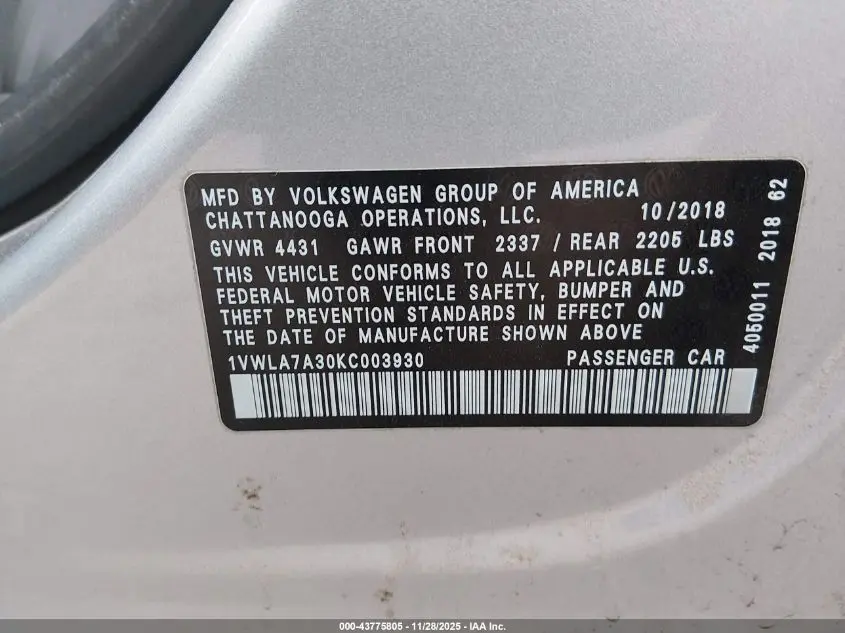 MFD BY VOLKSWAGEN GROUP OF AMERICA
CHATTANOOGA OPERATIONS, LLC. 10/2018
GVWR 4431 GAWR FRONT 2337 / REAR 2205 LBS
THIS VEHICLE CONFORMS TO ALL APPLICABLE U.S.
FEDERAL MOTOR VEHICLE SAFETY, BUMPER AND
THEFT PREVENTION STANDARDS IN EFFECT ON
THE DATE OF MANUFACTURE SHOWN ABOVE
1VWLA7A30KC003930 PASSENGER CAR
4050011 2018 62
000-43775805 - 11/28/2025 - IAA Inc.